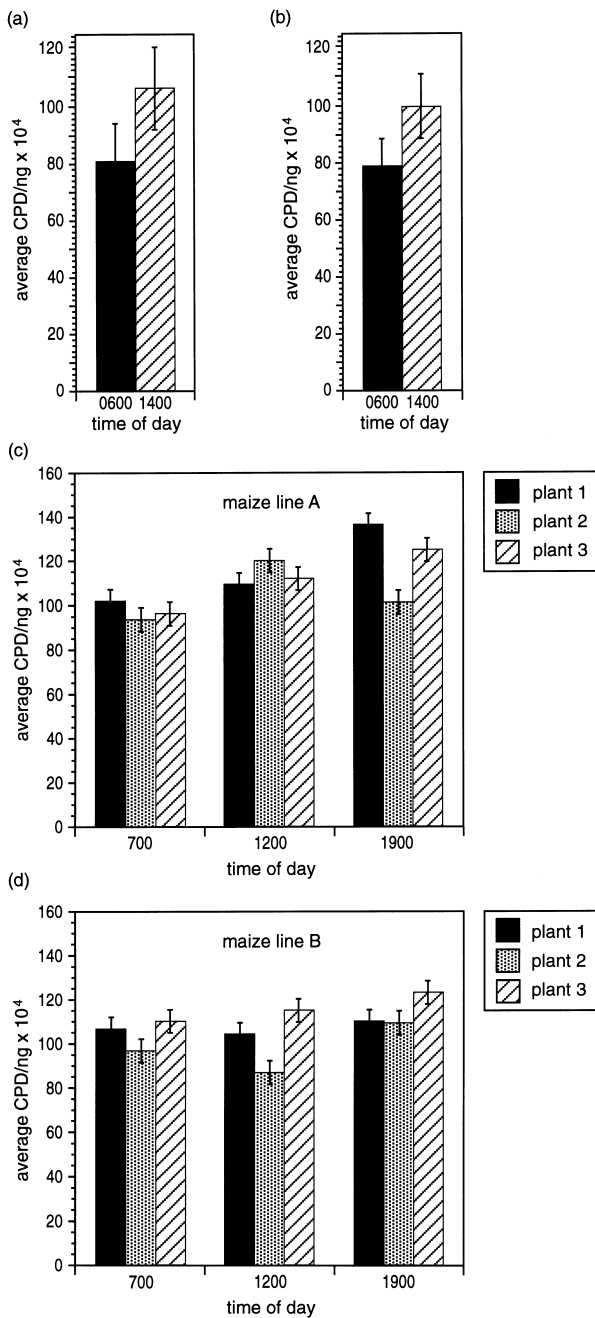 (a)
average CPD/ng x 10⁴
120
100
80
60
40
20
0
0600 1400
time of day
(b)
average CPD/ng x 10⁴
120
100
80
60
40
20
0
0600 1400
time of day
(c)
average CPD/ng x 10⁴
160
140
120
100
80
60
40
20
0
maize line A
700 1200 1900
time of day
plant 1
plant 2
plant 3
(d)
average CPD/ng x 10⁴
160
140
120
100
80
60
40
20
0
maize line B
700 1200 1900
time of day
plant 1
plant 2
plant 3